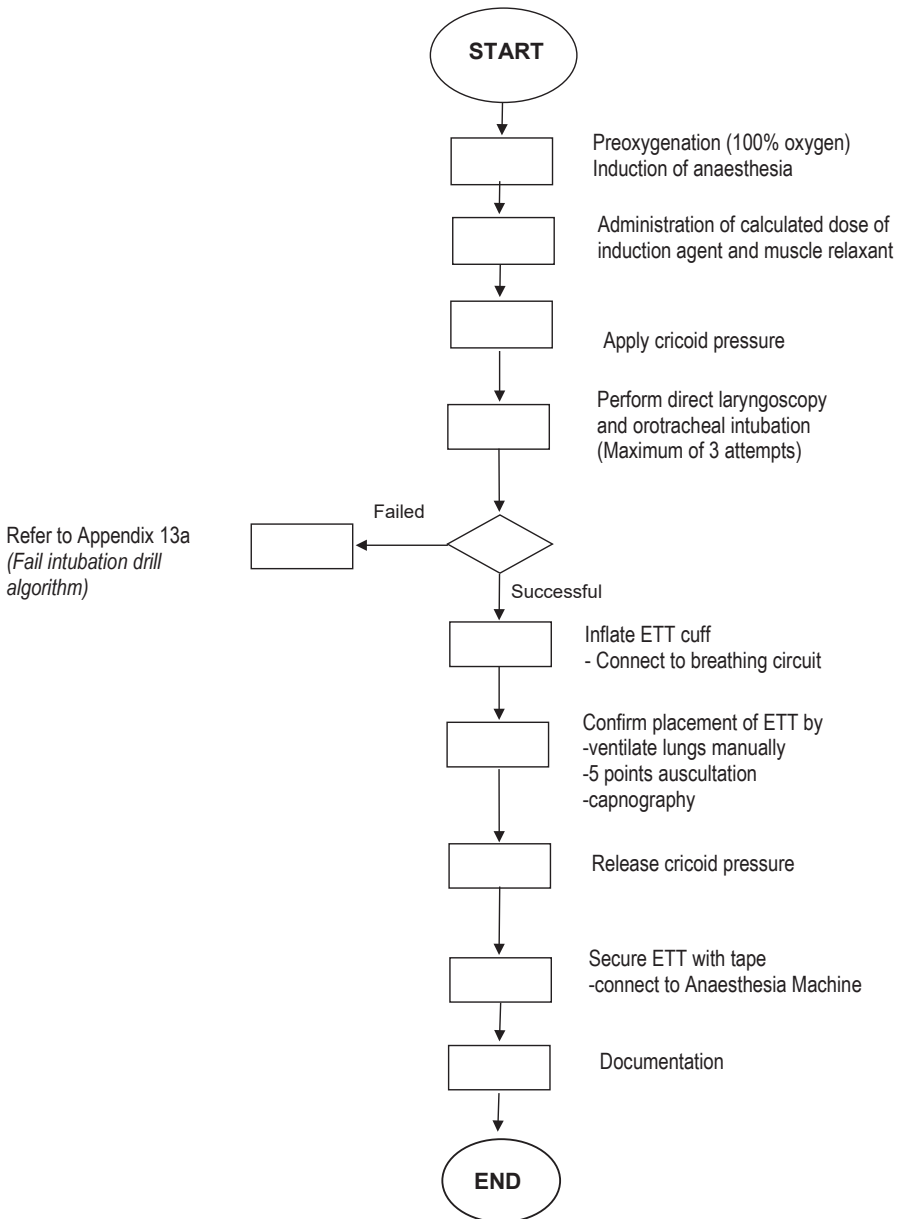 START
Preoxygenation (100% oxygen)
Induction of anaesthesia
Administration of calculated dose of
induction agent and muscle relaxant
Apply cricoid pressure
Perform direct laryngoscopy
and orotracheal intubation
(Maximum of 3 attempts)
Failed
Refer to Appendix 13a
(Fail intubation drill
algorithm)
Successful
Inflate ETT cuff
- Connect to breathing circuit
Confirm placement of ETT by
-ventilate lungs manually
-5 points auscultation
-capnography
Release cricoid pressure
Secure ETT with tape
-connect to Anaesthesia Machine
Documentation
END